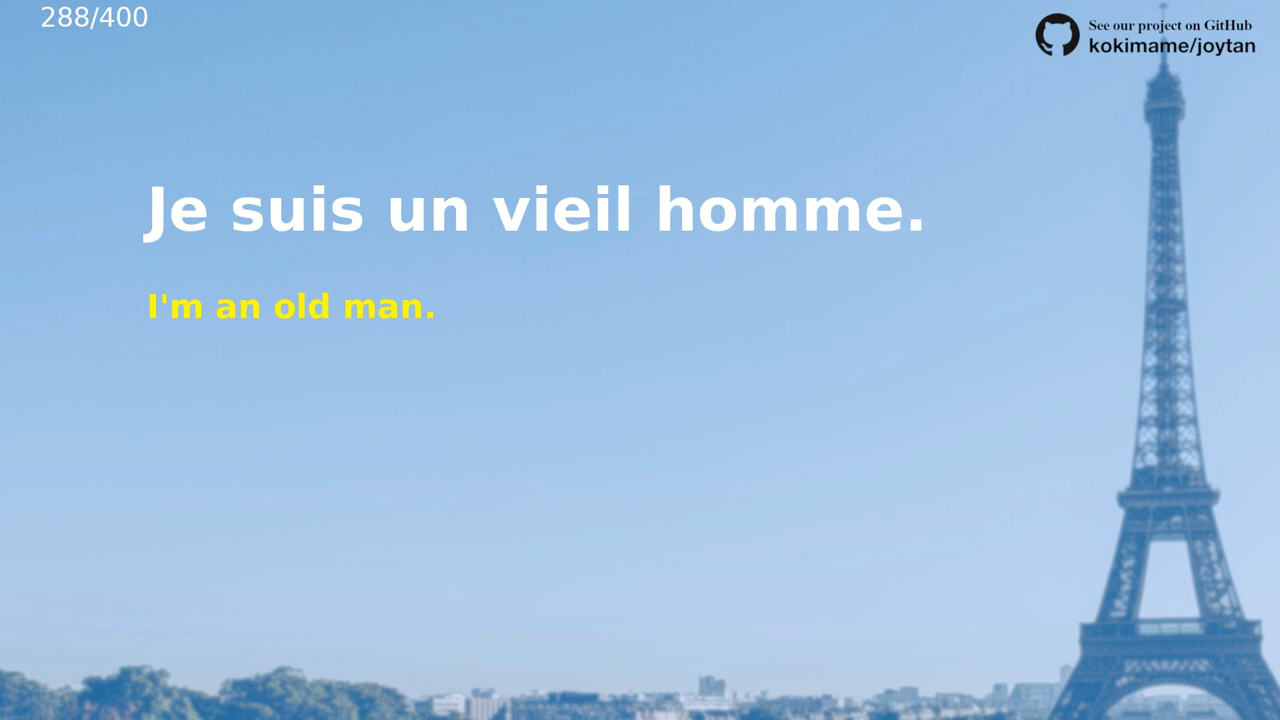 288/400
See our project on GitHub
kokimame/joytan
Je suis un vieil homme.
I'm an old man.